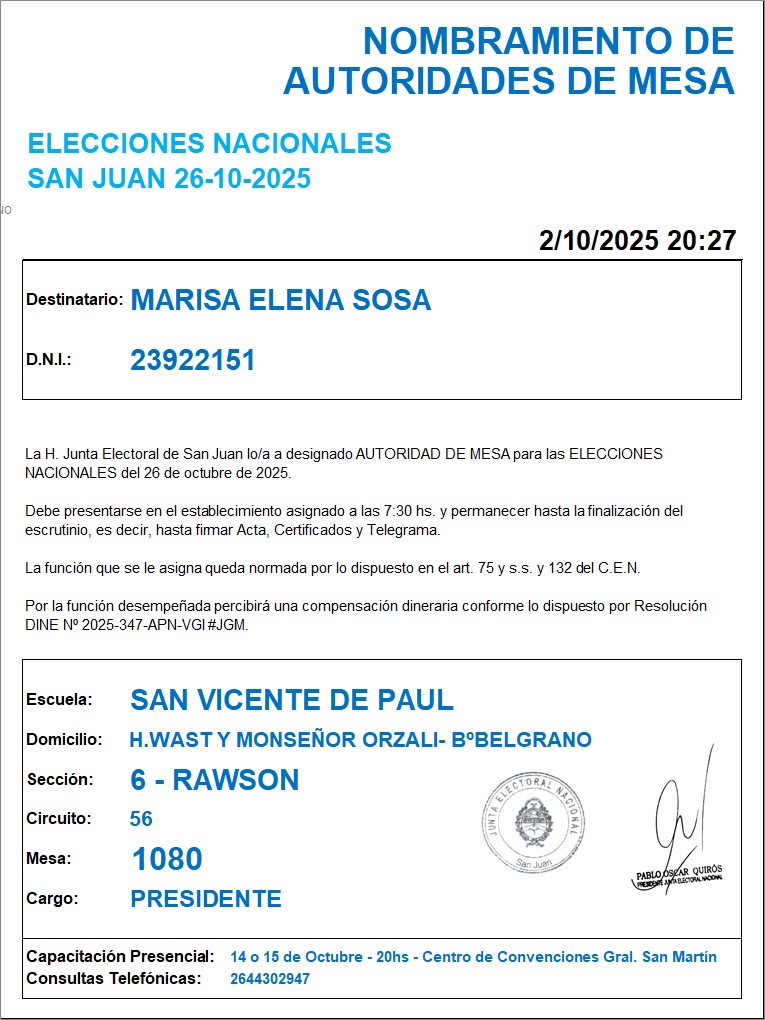 NOMBRAMIENTO DE
AUTORIDADES DE MESA
ELECCIONES NACIONALES
SAN JUAN 26-10-2025
NO
2/10/2025 20:27
Destinatario: MARISA ELENA SOSA
D.N.I.: 23922151
La H. Junta Electoral de San Juan lo/a a designado AUTORIDAD DE MESA para las ELECCIONES
NACIONALES del 26 de octubre de 2025.
Debe presentarse en el establecimiento asignado a las 7:30 hs. y permanecer hasta la finalización del
escrutinio, es decir, hasta firmar Acta, Certificados y Telegrama.
La función que se le asigna queda normada por lo dispuesto en el art. 75 y s.s. y 132 del C.E.N.
Por la función desempeñada percibirá una compensación dineraria conforme lo dispuesto por Resolución
DINE Nº 2025-347-APN-VGI#JGM.
Escuela: SAN VICENTE DE PAUL
Domicilio: H.WAST Y MONSEÑOR ORZALI- BºBELGRANO
Sección: 6 - RAWSON
Circuito: 56
Mesa: 1080
Cargo: PRESIDENTE
JUNTA ELECTORAL NACIONAL
San Juan
PABLO OSCAR QUIRÓS
PRESIDENTE JUNTA ELECTORAL NACIONAL
Capacitación Presencial: 14 o 15 de Octubre - 20hs - Centro de Convenciones Gral. San Martín
Consultas Telefónicas: 2644302947